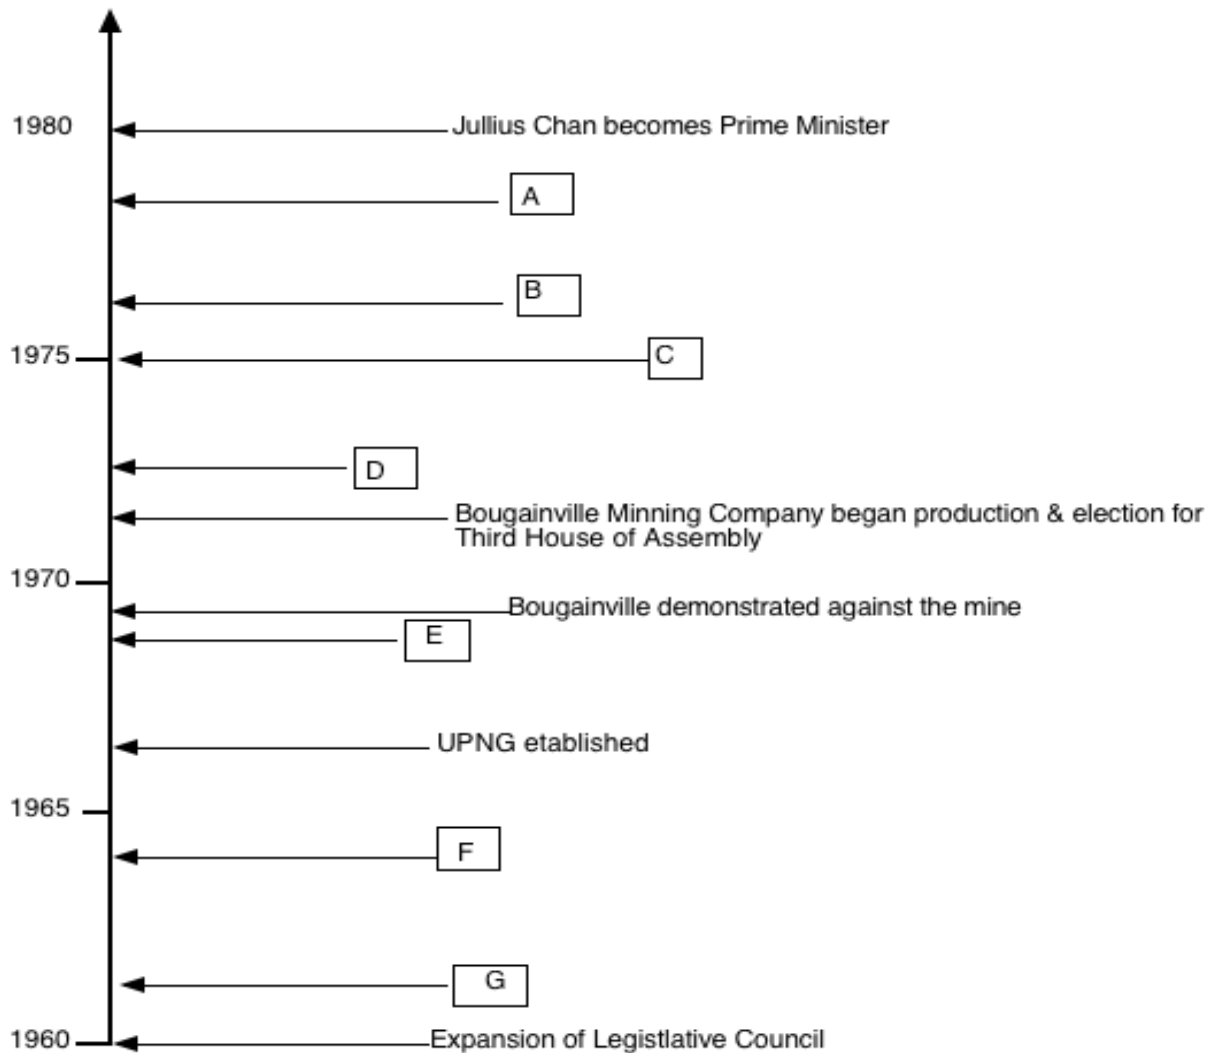 1980 Jullius Chan becomes Prime Minister
A
B
1975 C
D
Bougainville Minning Company began production & election for
Third House of Assembly
1970
Bougainville demonstrated against the mine
E
UPNG etablished
1965
F
G
1960 Expansion of Legistlative Council